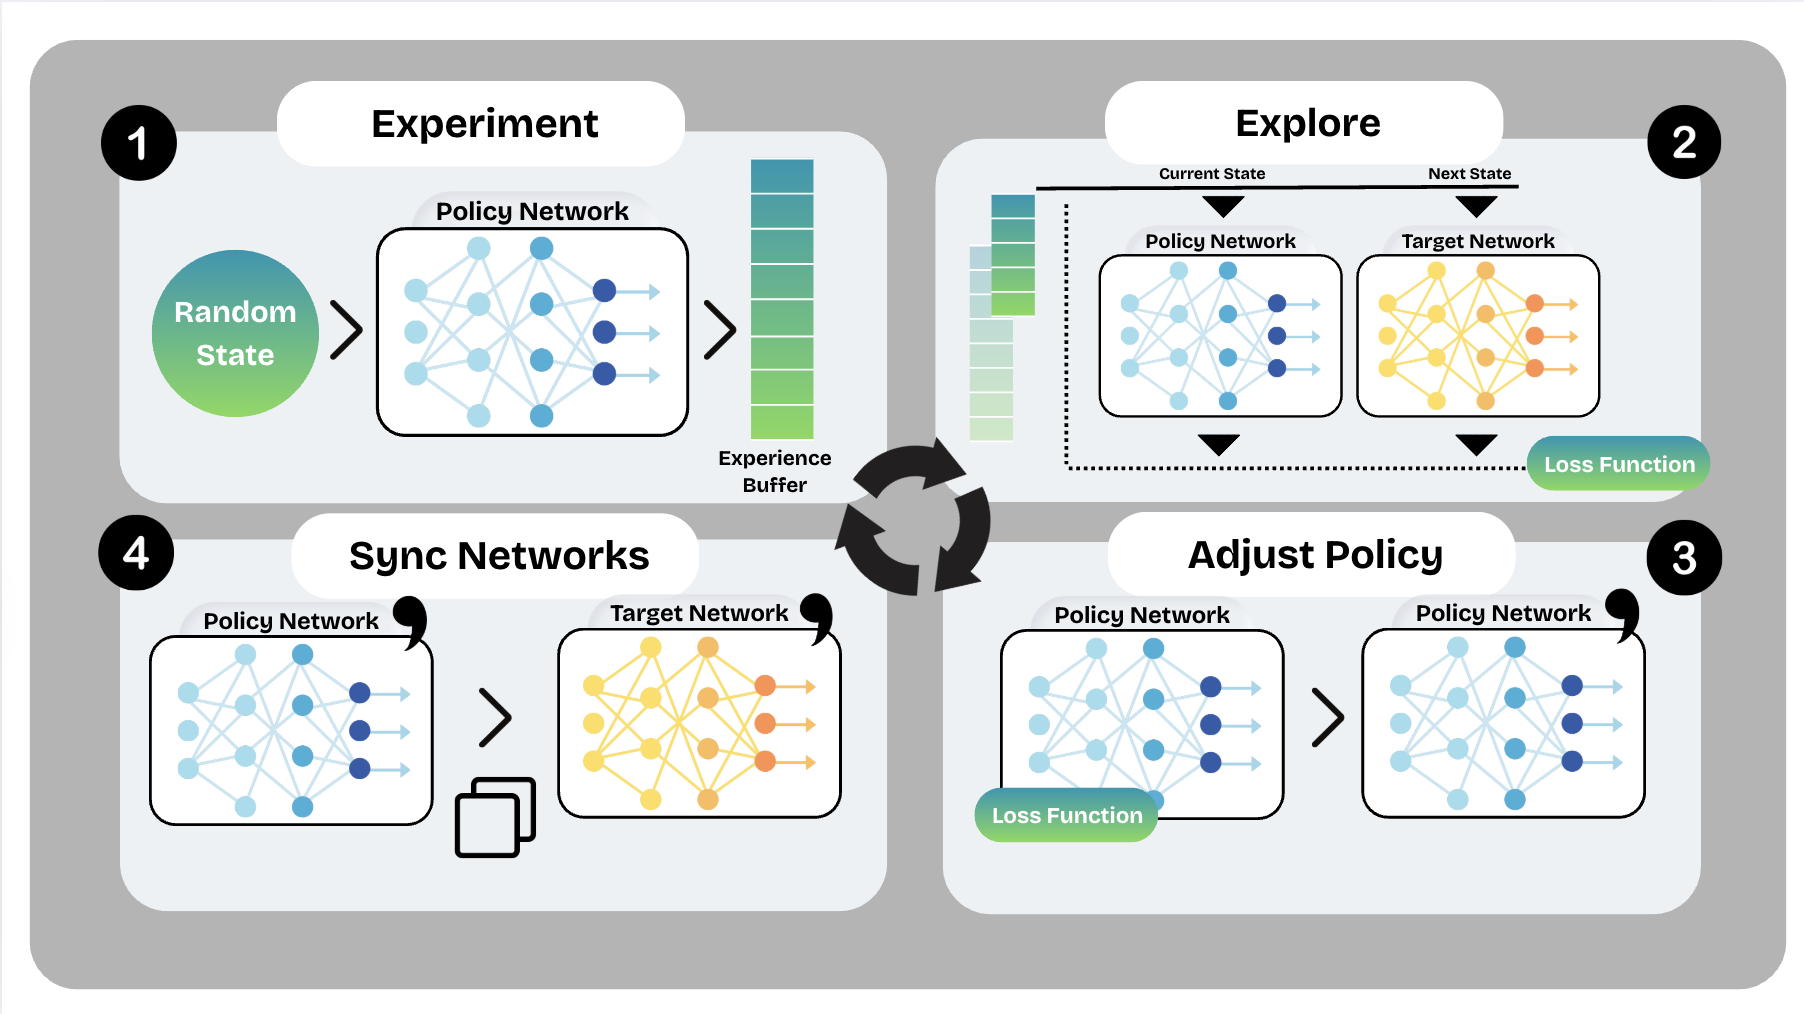 1
Experiment
Policy Network
Random
State
Experience
Buffer
2
Explore
Current State
Next State
Policy Network
Target Network
Loss Function
3
Adjust Policy
Policy Network
Policy Network ,
Loss Function
4
Sync Networks
Policy Network ,
Target Network ,